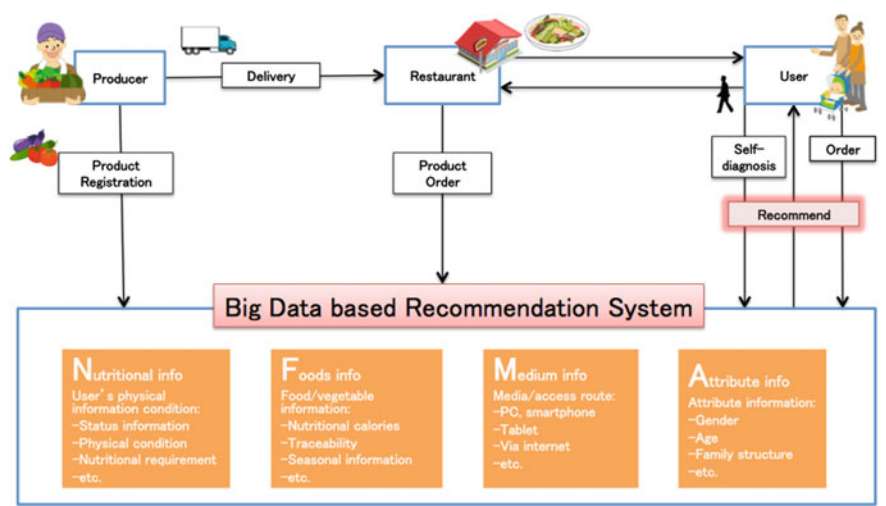 Producer
Delivery
Restaurant
User
Product
Registration
Product
Order
Self-
diagnosis
Order
Recommend
Big Data based Recommendation System
Nutritional info
User's physical
information condition:
-Status information
-Physical condition
-Nutritional requirement
-etc.
Foods info
Food/vegetable
information:
-Nutritional calories
-Traceability
-Seasonal information
-etc.
Medium info
Media/access route:
-PC, smartphone
-Tablet
-Via internet
-etc.
Attribute info
Attribute information:
-Gender
-Age
-Family structure
-etc.